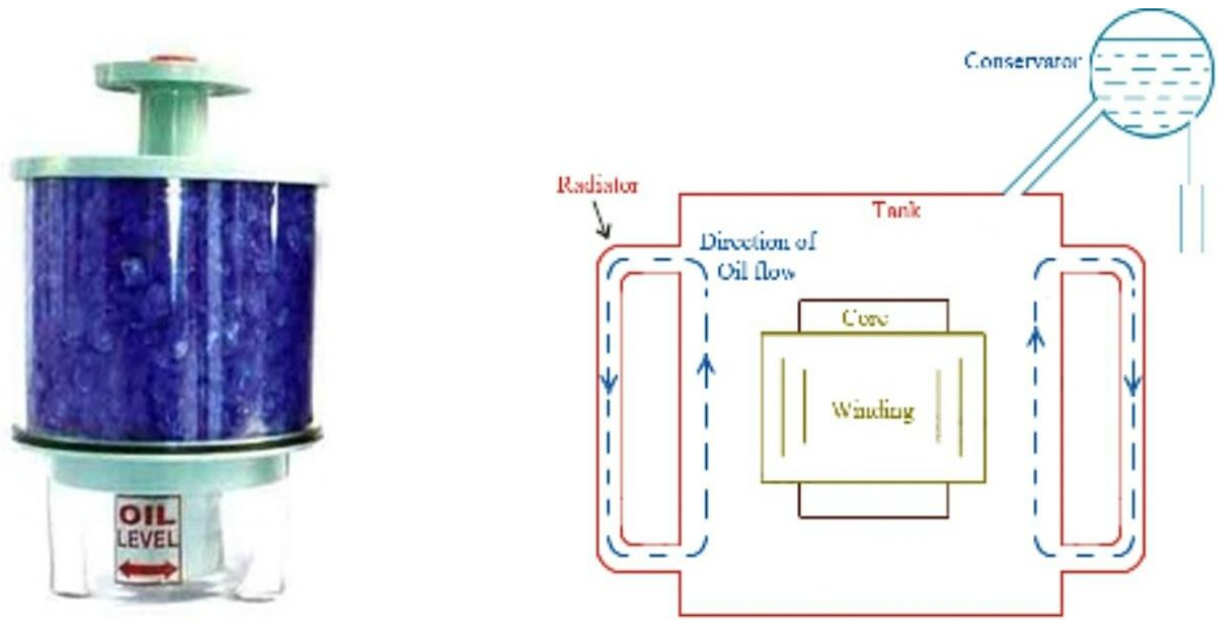 OIL
LEVEL
Conservator
Radiator
Tank
Direction of
Oil flow
Core
Winding